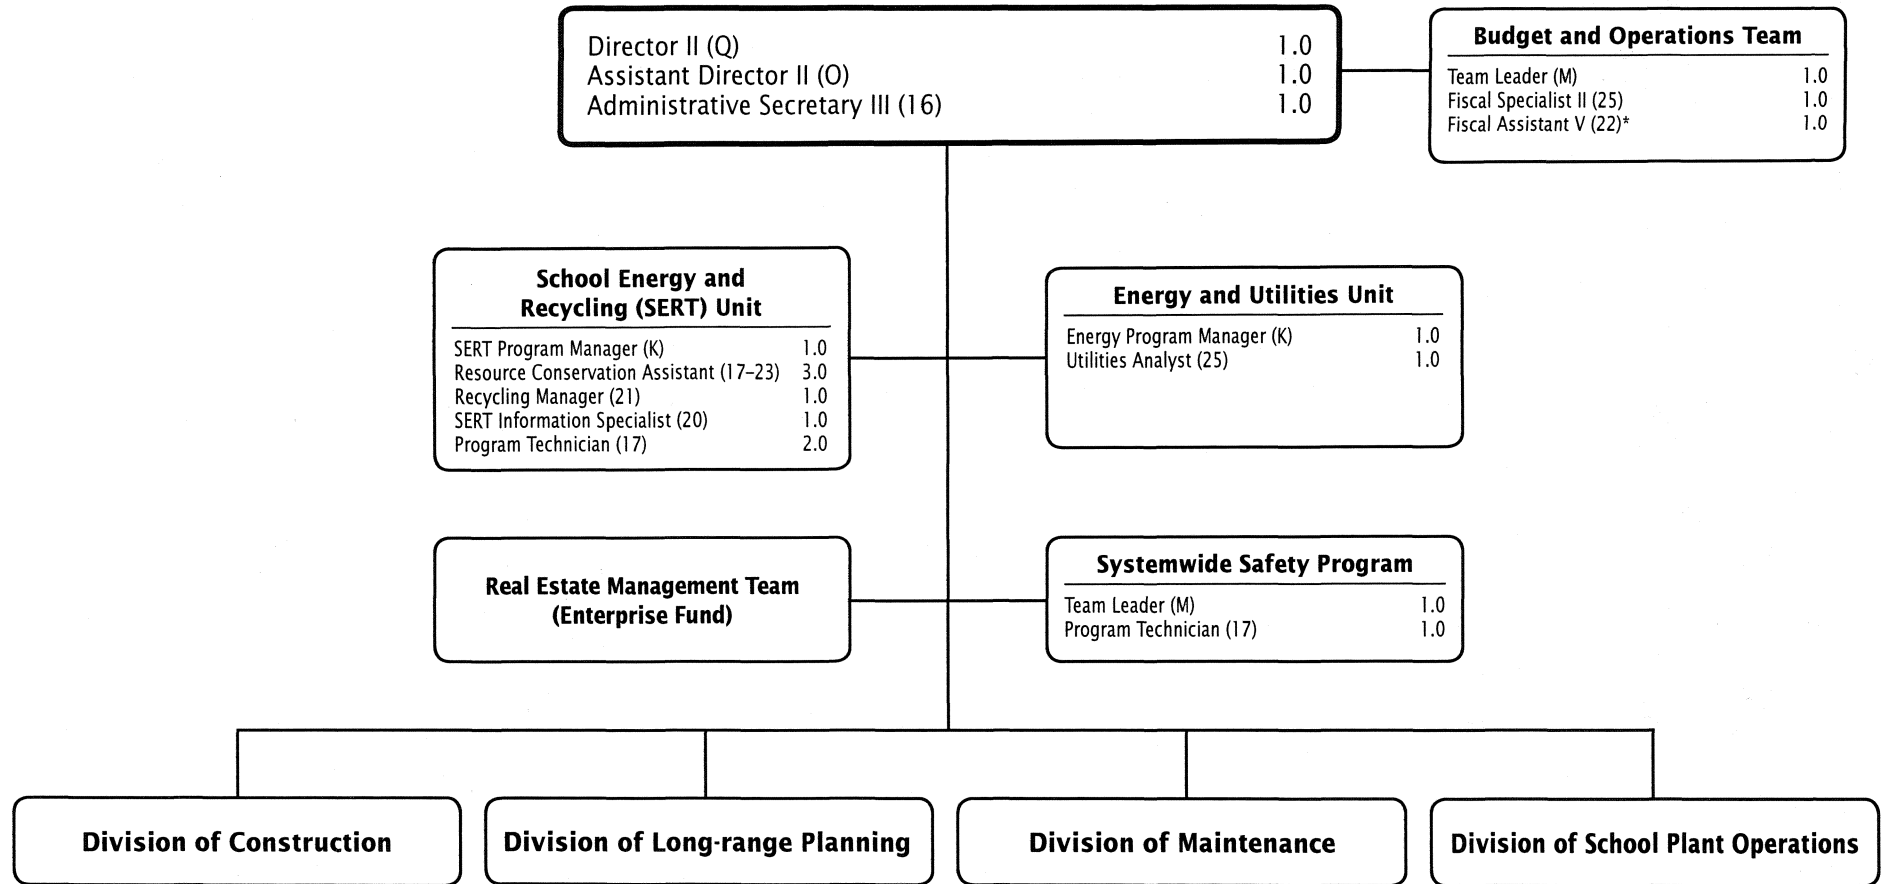 Director II (Q) 1.0
Assistant Director II (O) 1.0
Administrative Secretary III (16) 1.0
Budget and Operations Team
Team Leader (M) 1.0
Fiscal Specialist II (25) 1.0
Fiscal Assistant V (22)* 1.0
School Energy and
Recycling (SERT) Unit
SERT Program Manager (K) 1.0
Resource Conservation Assistant (17–23) 3.0
Recycling Manager (21) 1.0
SERT Information Specialist (20) 1.0
Program Technician (17) 2.0
Energy and Utilities Unit
Energy Program Manager (K) 1.0
Utilities Analyst (25) 1.0
Real Estate Management Team
(Enterprise Fund)
Systemwide Safety Program
Team Leader (M) 1.0
Program Technician (17) 1.0
Division of Construction
Division of Long-range Planning
Division of Maintenance
Division of School Plant Operations